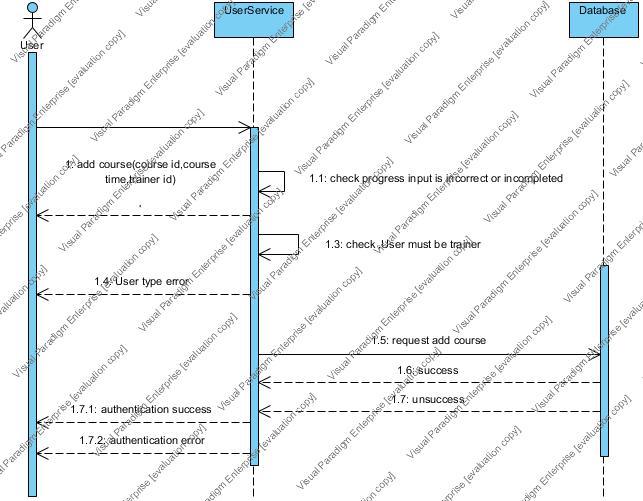 UserService
Database
User
1: add course(course id,course
time,trainer id)
1.1: check progress input is incorrect or incompleted
.
1.3: check User must be trainer
1.4: User type error
1.5: request add course
1.6: success
1.7: unsuccess
1.7.1: authentication success
1.7.2: authentication error
Visual Paradigm Enterprise [evaluation copy]